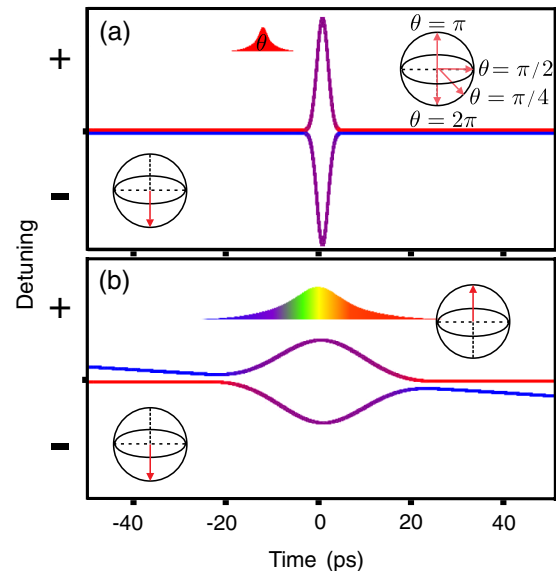 (a)
θ
θ = π
θ = π/2
θ = π/4
θ = 2π
+
-
Detuning
(b)
+
-
-40 -20 0 20 40
Time (ps)